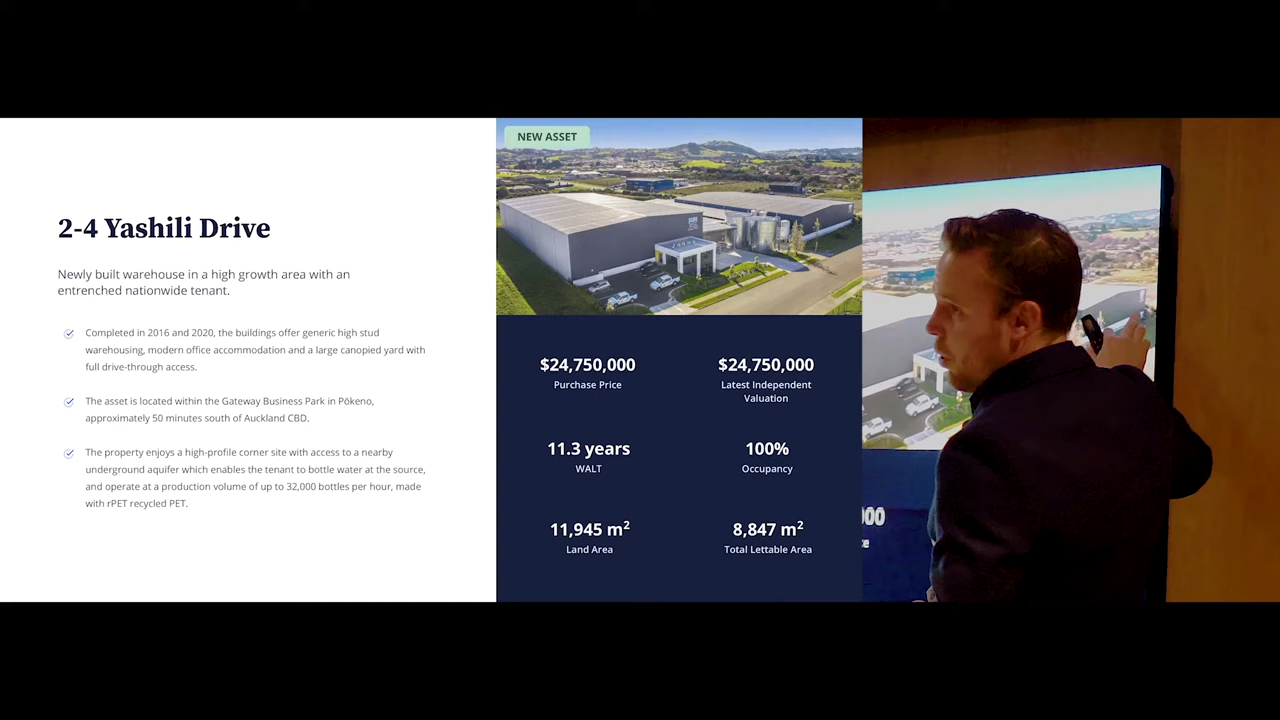 2-4 Yashili Drive
Newly built warehouse in a high growth area with an
entrenched nationwide tenant.
Completed in 2016 and 2020, the buildings offer generic high stud
warehousing, modern office accommodation and a large canopied yard with
full drive-through access.
The asset is located within the Gateway Business Park in Pōkeno,
approximately 50 minutes south of Auckland CBD.
The property enjoys a high-profile corner site with access to a nearby
underground aquifer which enables the tenant to bottle water at the source,
and operate at a production volume of up to 32,000 bottles per hour, made
with rPET recycled PET.
NEW ASSET
$24,750,000
Purchase Price
$24,750,000
Latest Independent
Valuation
11.3 years
WALT
100%
Occupancy
11,945 m²
Land Area
8,847 m²
Total Lettable Area